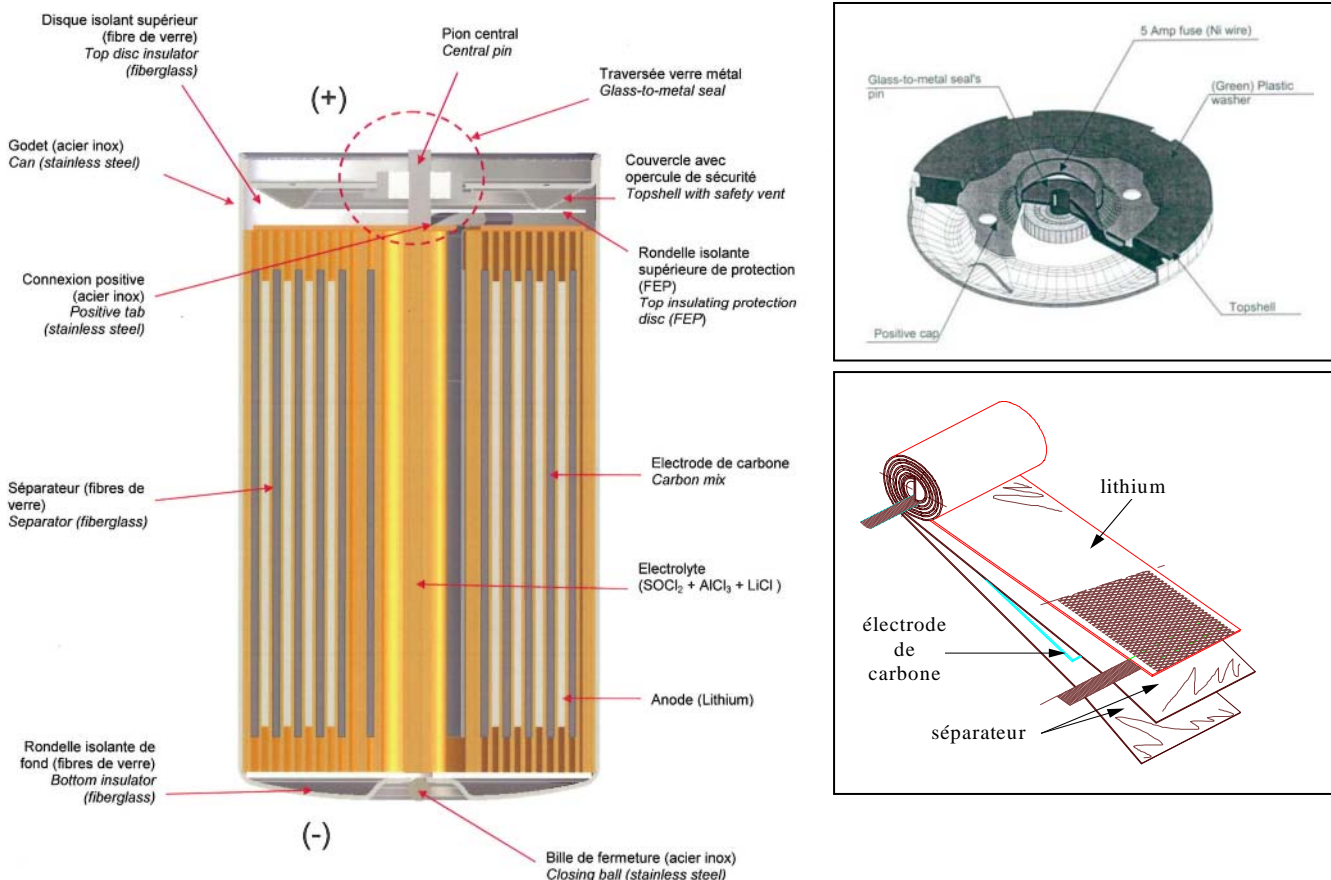 Disque isolant supérieur
(fibre de verre)
Top disc insulator
(fiberglass)
Pion central
Central pin
(+)
Traversée verre métal
Glass-to-metal seal
Godet (acier inox)
Can (stainless steel)
Couvercle avec
opercule de sécurité
Topshell with safety vent
Rondelle isolante
supérieure de protection
(FEP)
Top insulating protection
disc (FEP)
Connexion positive
(acier inox)
Positive tab
(stainless steel)
Séparateur (fibres de
verre)
Separator (fiberglass)
Electrode de carbone
Carbon mix
Electrolyte
(SOCl₂ + AlCl₃ + LiCl )
Anode (Lithium)
Rondelle isolante de
fond (fibres de verre)
Bottom insulator
(fiberglass)
(-)
Bille de fermeture (acier inox)
Closing ball (stainless steel)
5 Amp fuse (Ni wire)
Glass-to-metal seal's
pin
(Green) Plastic
washer
Positive cap
Topshell
lithium
électrode
de
carbone
séparateur